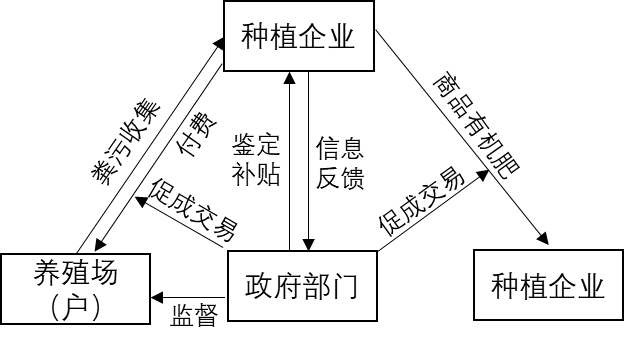 种植企业
粪污收集
付费
鉴定
补贴
信息
反馈
商品有机肥
促成交易
促成交易
养殖场
（户）
监督
政府部门
种植企业